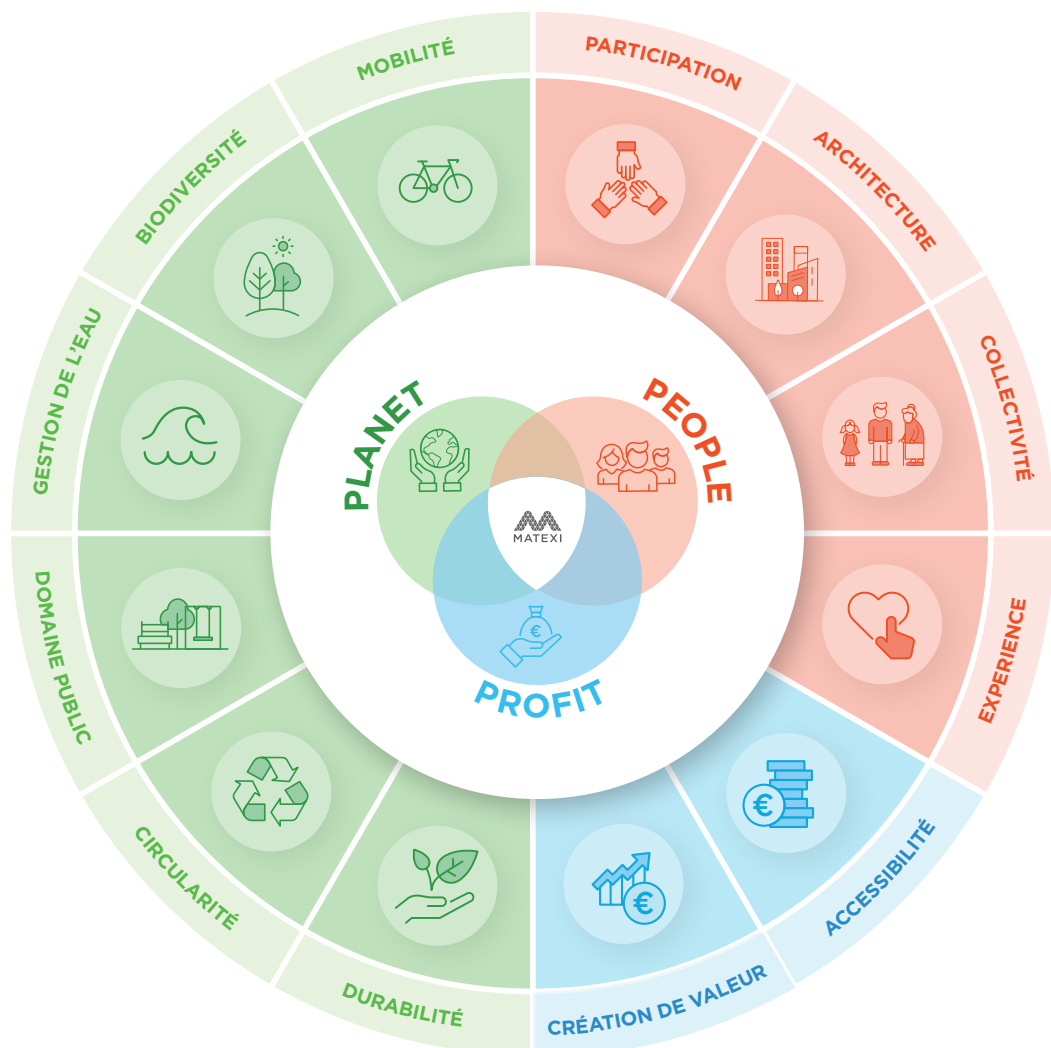 MOBILITÉ
PARTICIPATION
ARCHITECTURE
COLLECTIVITÉ
EXPERIENCE
ACCESSIBILITÉ
CRÉATION DE VALEUR
DURABILITÉ
CIRCULARITÉ
DOMAINE PUBLIC
GESTION DE L'EAU
BIODIVERSITÉ
PLANET
PEOPLE
MATEXI
€
PROFIT
€
€